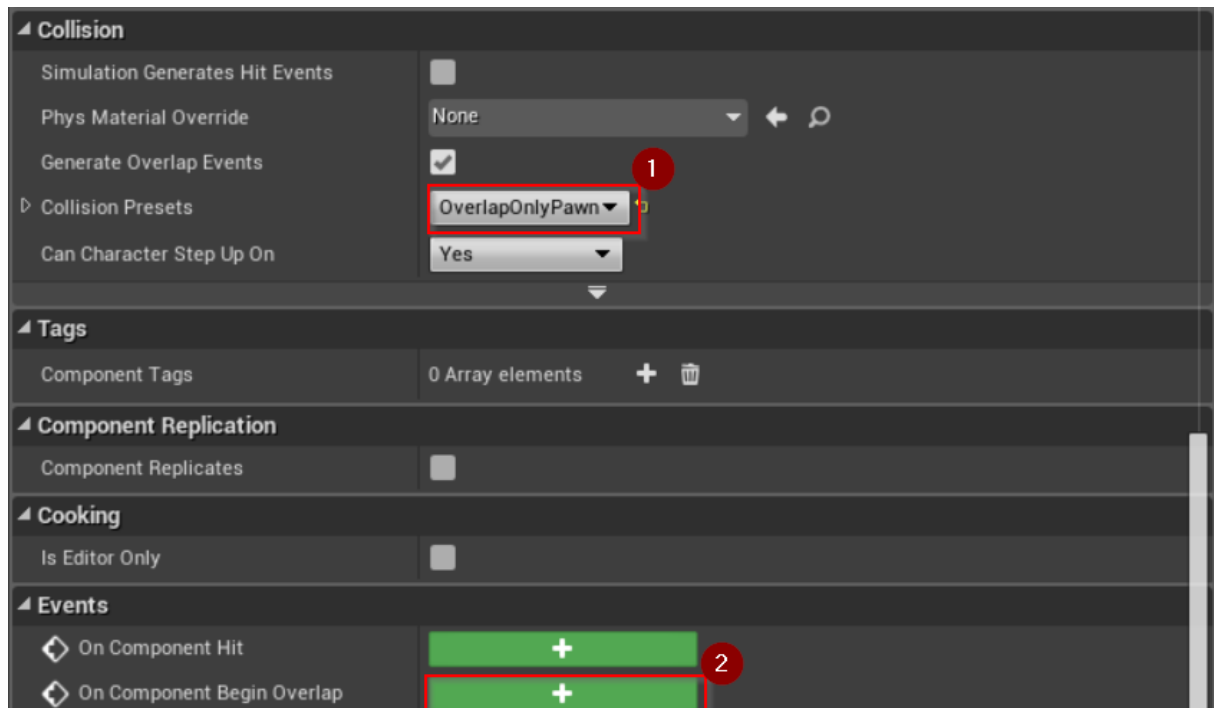 Collision
Simulation Generates Hit Events
Phys Material Override None
Generate Overlap Events
1
Collision Presets OverlapOnlyPawn
Can Character Step Up On Yes
Tags
Component Tags 0 Array elements
Component Replication
Component Replicates
Cooking
Is Editor Only
Events
On Component Hit
2
On Component Begin Overlap